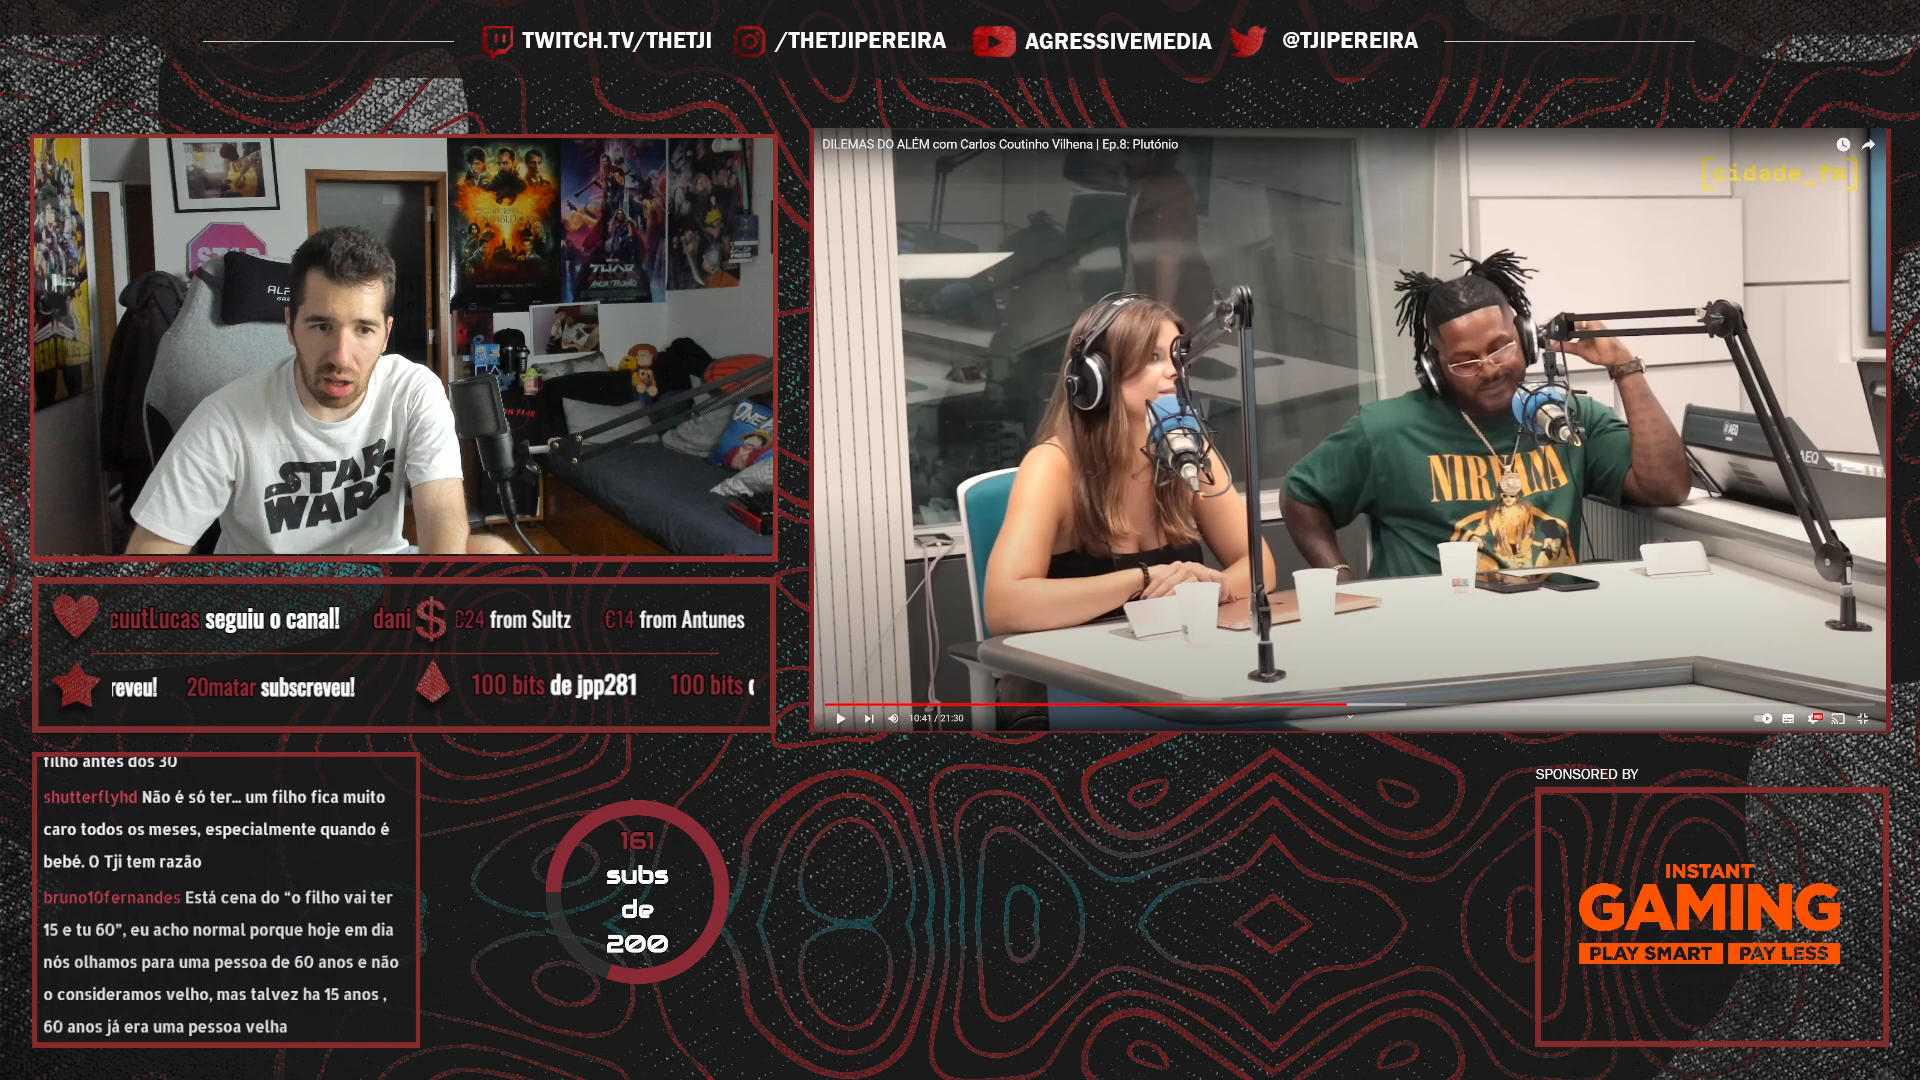 TWITCH.TV/THETJI
/THETJIPEREIRA
AGRESSIVEMEDIA
@TJIPEREIRA
DILEMAS DO ALÉM com Carlos Coutinho Vilhena | Ep.8: Plutónio
[cidade_fm]
THOR
STAR
WARS
NIRVANA
AEQ
10:41 / 21:30
HD
cuutLucas seguiu o canal! dani
€24 from Sultz €14 from Antunes
reveu! 20matar subscreveu!
100 bits de jpp281 100 bits
filho antes dos 30
shutterflyhd Não é só ter... um filho fica muito
caro todos os meses, especialmente quando é
bebé. O Tji tem razão
bruno10fernandes Está cena do “o filho vai ter
15 e tu 60”, eu acho normal porque hoje em dia
nós olhamos para uma pessoa de 60 anos e não
o consideramos velho, mas talvez ha 15 anos ,
60 anos já era uma pessoa velha
161
subs
de
200
SPONSORED BY
INSTANT
GAMING
PLAY SMART PAY LESS